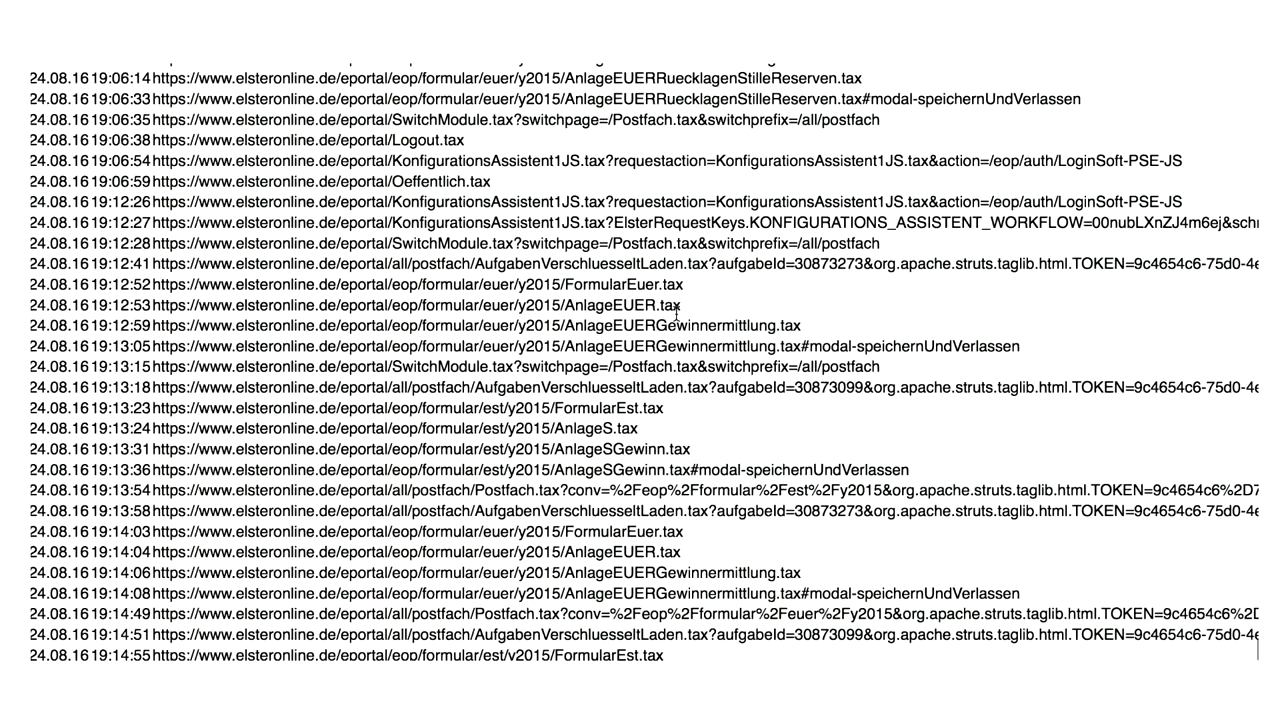 24.08.16 19:06:14 https://www.elsteronline.de/eportal/eop/formular/euer/y2015/AnlageEUERRuecklagenStilleReserven.tax
24.08.16 19:06:33 https://www.elsteronline.de/eportal/eop/formular/euer/y2015/AnlageEUERRuecklagenStilleReserven.tax#modal-speichernUndVerlassen
24.08.16 19:06:35 https://www.elsteronline.de/eportal/SwitchModule.tax?switchpage=/Postfach.tax&switchprefix=/all/postfach
24.08.16 19:06:38 https://www.elsteronline.de/eportal/Logout.tax
24.08.16 19:06:54 https://www.elsteronline.de/eportal/KonfigurationsAssistent1JS.tax?requestaction=KonfigurationsAssistent1JS.tax&action=/eop/auth/LoginSoft-PSE-JS
24.08.16 19:06:59 https://www.elsteronline.de/eportal/Oeffentlich.tax
24.08.16 19:12:26 https://www.elsteronline.de/eportal/KonfigurationsAssistent1JS.tax?requestaction=KonfigurationsAssistent1JS.tax&action=/eop/auth/LoginSoft-PSE-JS
24.08.16 19:12:27 https://www.elsteronline.de/eportal/KonfigurationsAssistent1JS.tax?ElsterRequestKeys.KONFIGURATIONS_ASSISTENT_WORKFLOW=00nubLXnZJ4m6ej&sch
24.08.16 19:12:28 https://www.elsteronline.de/eportal/SwitchModule.tax?switchpage=/Postfach.tax&switchprefix=/all/postfach
24.08.16 19:12:41 https://www.elsteronline.de/eportal/all/postfach/AufgabenVerschluesseltLaden.tax?aufgabeId=30873273&org.apache.struts.taglib.html.TOKEN=9c4654c6-75d0-4e
24.08.16 19:12:52 https://www.elsteronline.de/eportal/eop/formular/euer/y2015/FormularEuer.tax
24.08.16 19:12:53 https://www.elsteronline.de/eportal/eop/formular/euer/y2015/AnlageEUER.tax
24.08.16 19:12:59 https://www.elsteronline.de/eportal/eop/formular/euer/y2015/AnlageEUERGewinnermittlung.tax
24.08.16 19:13:05 https://www.elsteronline.de/eportal/eop/formular/euer/y2015/AnlageEUERGewinnermittlung.tax#modal-speichernUndVerlassen
24.08.16 19:13:15 https://www.elsteronline.de/eportal/SwitchModule.tax?switchpage=/Postfach.tax&switchprefix=/all/postfach
24.08.16 19:13:18 https://www.elsteronline.de/eportal/all/postfach/AufgabenVerschluesseltLaden.tax?aufgabeId=30873099&org.apache.struts.taglib.html.TOKEN=9c4654c6-75d0-4e
24.08.16 19:13:23 https://www.elsteronline.de/eportal/eop/formular/est/y2015/FormularEst.tax
24.08.16 19:13:24 https://www.elsteronline.de/eportal/eop/formular/est/y2015/AnlageS.tax
24.08.16 19:13:31 https://www.elsteronline.de/eportal/eop/formular/est/y2015/AnlageSGewinn.tax
24.08.16 19:13:36 https://www.elsteronline.de/eportal/eop/formular/est/y2015/AnlageSGewinn.tax#modal-speichernUndVerlassen
24.08.16 19:13:54 https://www.elsteronline.de/eportal/all/postfach/Postfach.tax?conv=%2Feop%2Fformular%2Fest%2Fy2015&org.apache.struts.taglib.html.TOKEN=9c4654c6%2D7
24.08.16 19:13:58 https://www.elsteronline.de/eportal/all/postfach/AufgabenVerschluesseltLaden.tax?aufgabeId=30873273&org.apache.struts.taglib.html.TOKEN=9c4654c6-75d0-4e
24.08.16 19:14:03 https://www.elsteronline.de/eportal/eop/formular/euer/y2015/FormularEuer.tax
24.08.16 19:14:04 https://www.elsteronline.de/eportal/eop/formular/euer/y2015/AnlageEUER.tax
24.08.16 19:14:06 https://www.elsteronline.de/eportal/eop/formular/euer/y2015/AnlageEUERGewinnermittlung.tax
24.08.16 19:14:08 https://www.elsteronline.de/eportal/eop/formular/euer/y2015/AnlageEUERGewinnermittlung.tax#modal-speichernUndVerlassen
24.08.16 19:14:49 https://www.elsteronline.de/eportal/all/postfach/Postfach.tax?conv=%2Feop%2Fformular%2Feuer%2Fy2015&org.apache.struts.taglib.html.TOKEN=9c4654c6%2D
24.08.16 19:14:51 https://www.elsteronline.de/eportal/all/postfach/AufgabenVerschluesseltLaden.tax?aufgabeId=30873099&org.apache.struts.taglib.html.TOKEN=9c4654c6-75d0-4e
24.08.16 19:14:55 https://www.elsteronline.de/eportal/eop/formular/est/y2015/FormularEst.tax